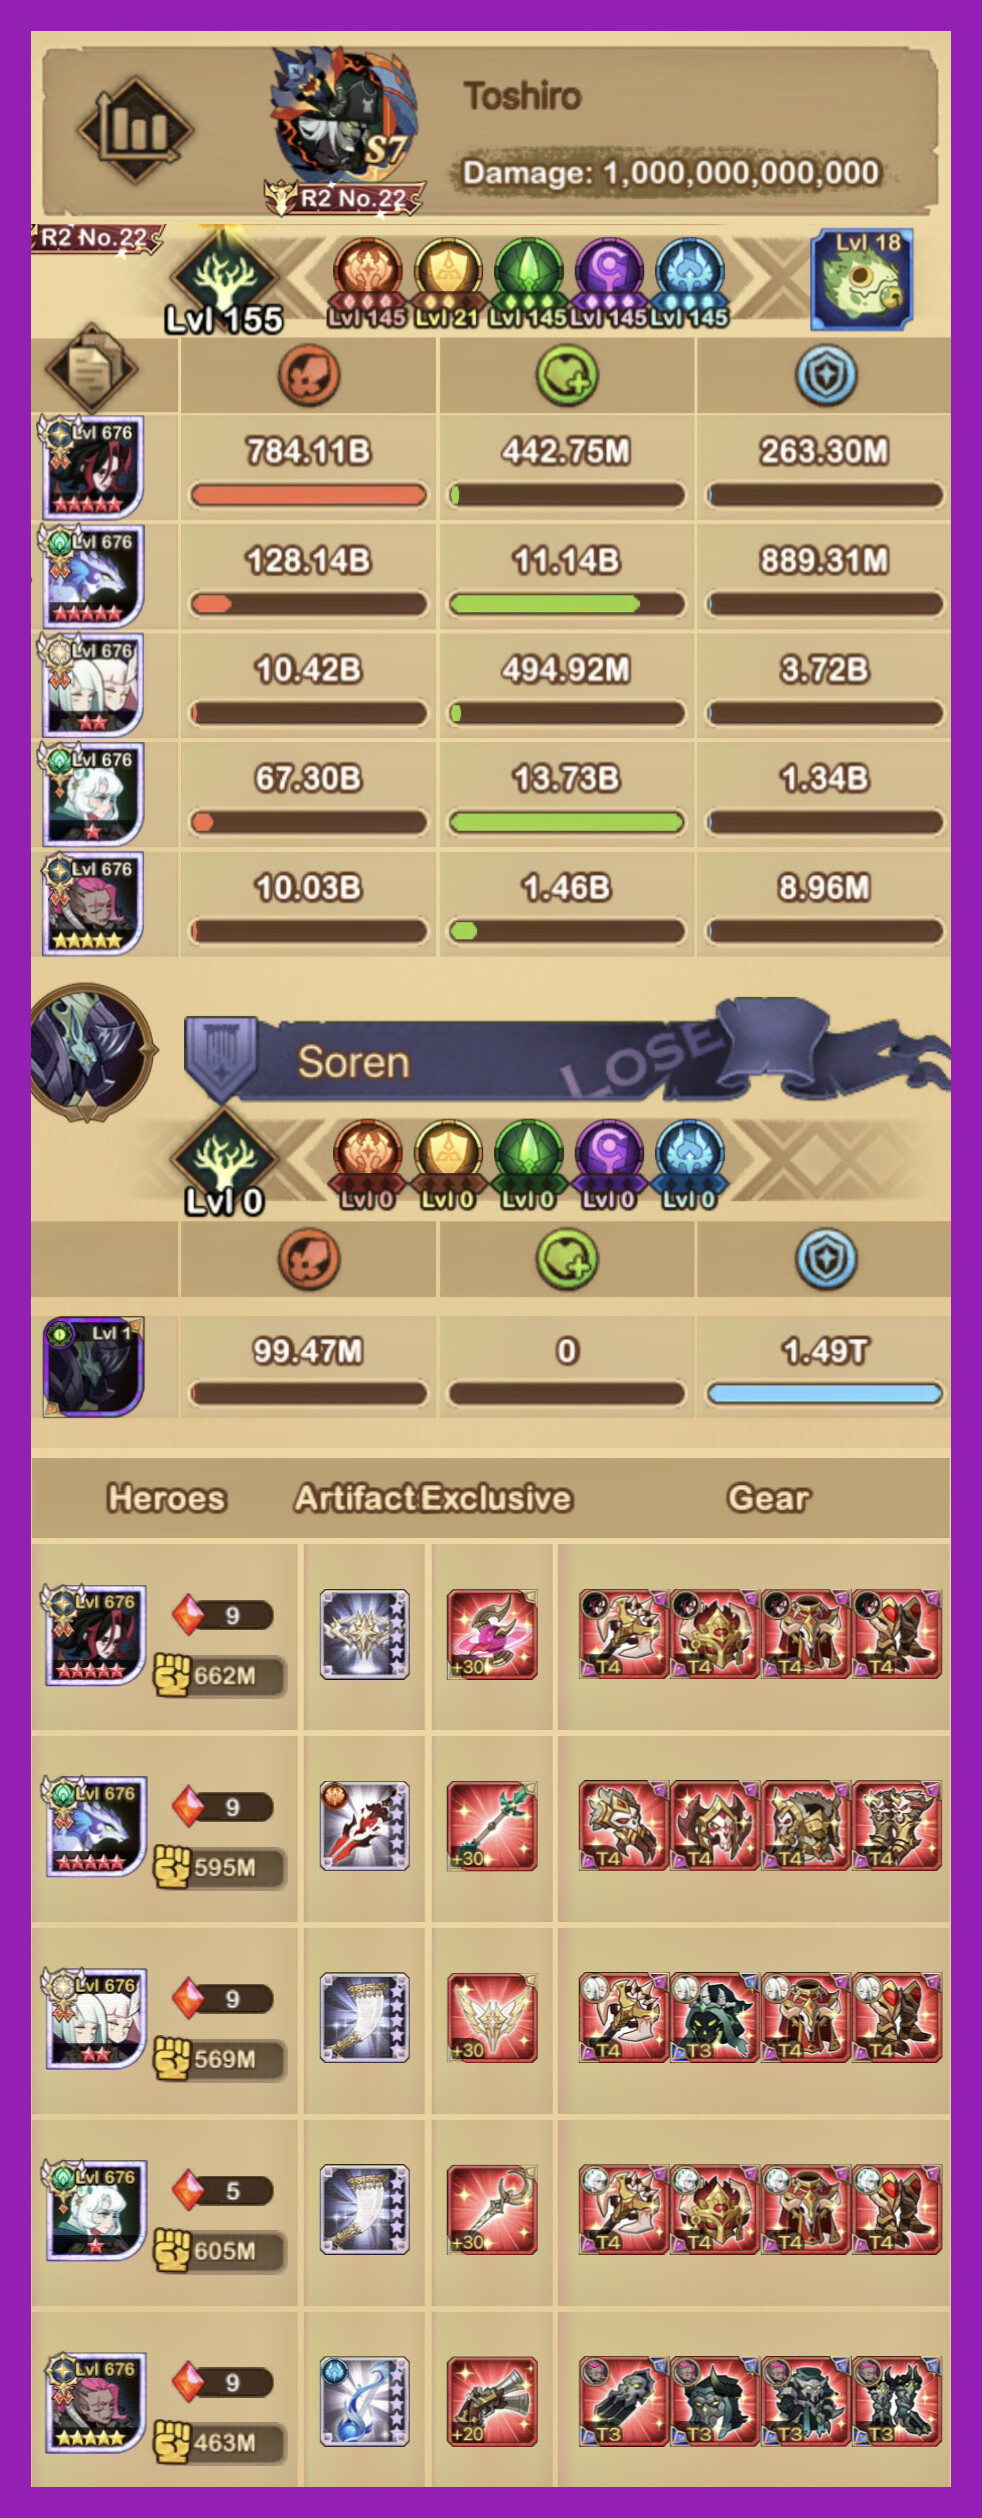 Toshiro
S7
Damage: 1,000,000,000,000
R2 No.22
R2 No.22
Lvl 155
Lvl 145 Lvl 21 Lvl 145 Lvl 145 Lvl 145
Lvl 18
Lvl 676
784.11B 442.75M 263.30M
Lvl 676
128.14B 11.14B 889.31M
Lvl 676
10.42B 494.92M 3.72B
Lvl 676
67.30B 13.73B 1.34B
Lvl 676
10.03B 1.46B 8.96M
Soren
LOSE
Lvl 0
Lvl 0 Lvl 0 Lvl 0 Lvl 0 Lvl 0
Lvl 1
99.47M 0 1.49T
Heroes Artifact Exclusive Gear
Lvl 676
9
662M
+30 T4 T4 T4 T4
Lvl 676
9
595M
+30 T4 T4 T4 T4
Lvl 676
9
569M
+30 T4 T3 T4 T4
Lvl 676
5
605M
+30 T4 T4 T4 T4
Lvl 676
9
463M
+20 T3 T3 T3 T3